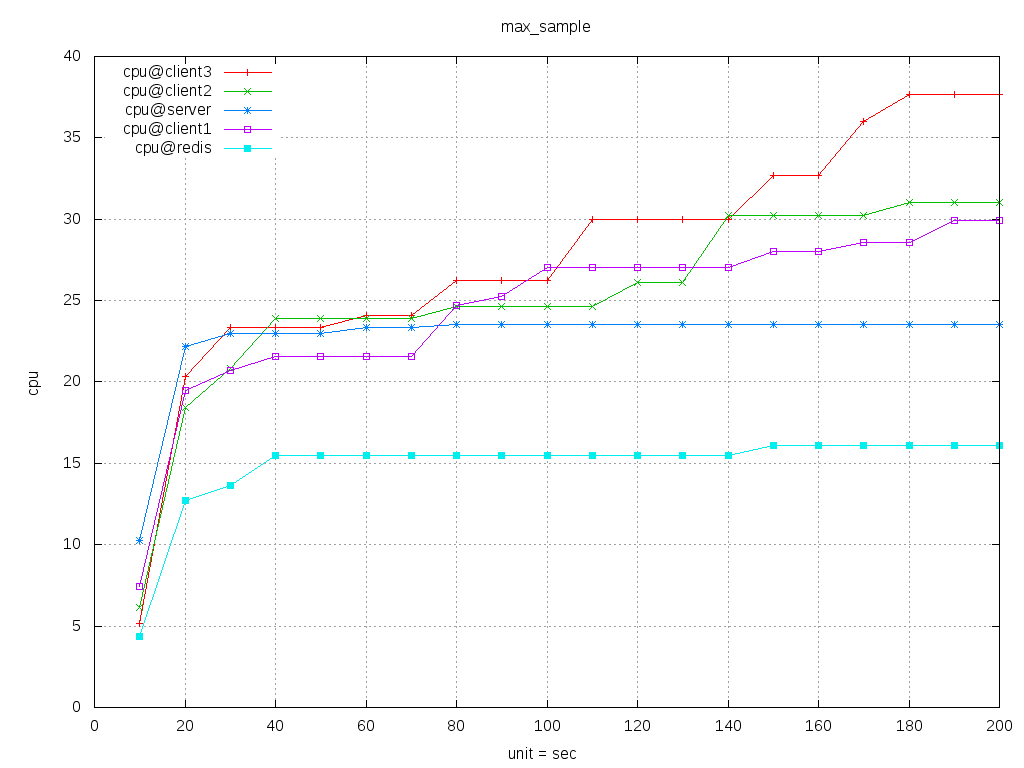 max_sample
cpu@client3
cpu@client2
cpu@server
cpu@client1
cpu@redis
40
35
30
25
20
15
10
5
0
cpu
0 20 40 60 80 100 120 140 160 180 200
unit = sec